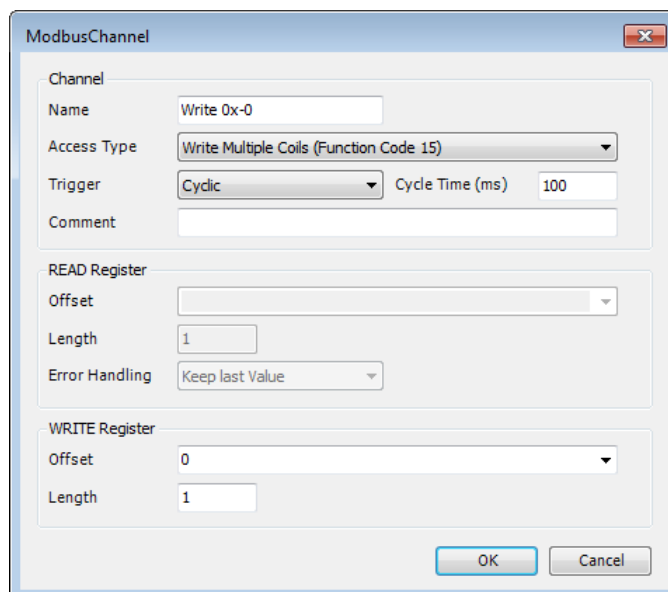 ModbusChannel
Channel
Name Write 0x-0
Access Type Write Multiple Coils (Function Code 15)
Trigger Cyclic Cycle Time (ms) 100
Comment
READ Register
Offset
Length 1
Error Handling Keep last Value
WRITE Register
Offset 0
Length 1
OK Cancel